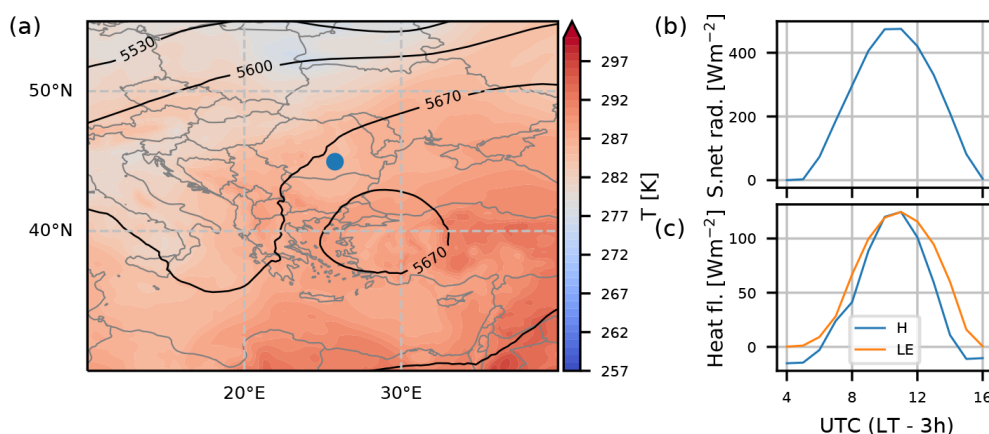 (a)
5530
5600
5670
5670
50°N
40°N
20°E
30°E
297
292
287
282
277
272
267
262
257
T [K]
(b)
S.net rad. [Wm⁻²]
400
200
0
(c)
Heat fl. [Wm⁻²]
100
50
0
H
LE
4
8
12
16
UTC (LT - 3h)